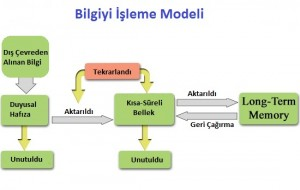 Bilgiyi İşleme Modeli
Dış Çevreden
Alınan Bilgi
Tekrarlandı
Duyusal
Hafıza
Aktarıldı
Kısa-Süreli
Bellek
Aktarıldı
Geri Çağırma
Long-Term
Memory
Unutuldu
Unutuldu